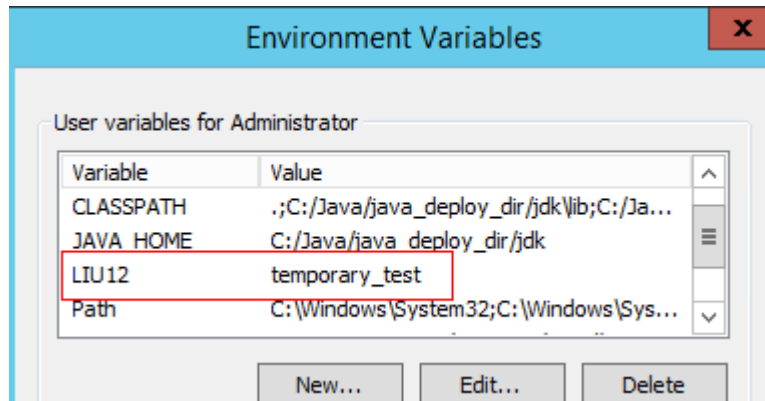 Environment Variables
x
User variables for Administrator
Variable Value
CLASSPATH .;C:/Java/java_deploy_dir/jdk\lib;C:/Ja...
JAVA_HOME C:/Java/java_deploy_dir/jdk
LIU12 temporary_test
Path C:\Windows\System32;C:\Windows\Sys...
New... Edit... Delete